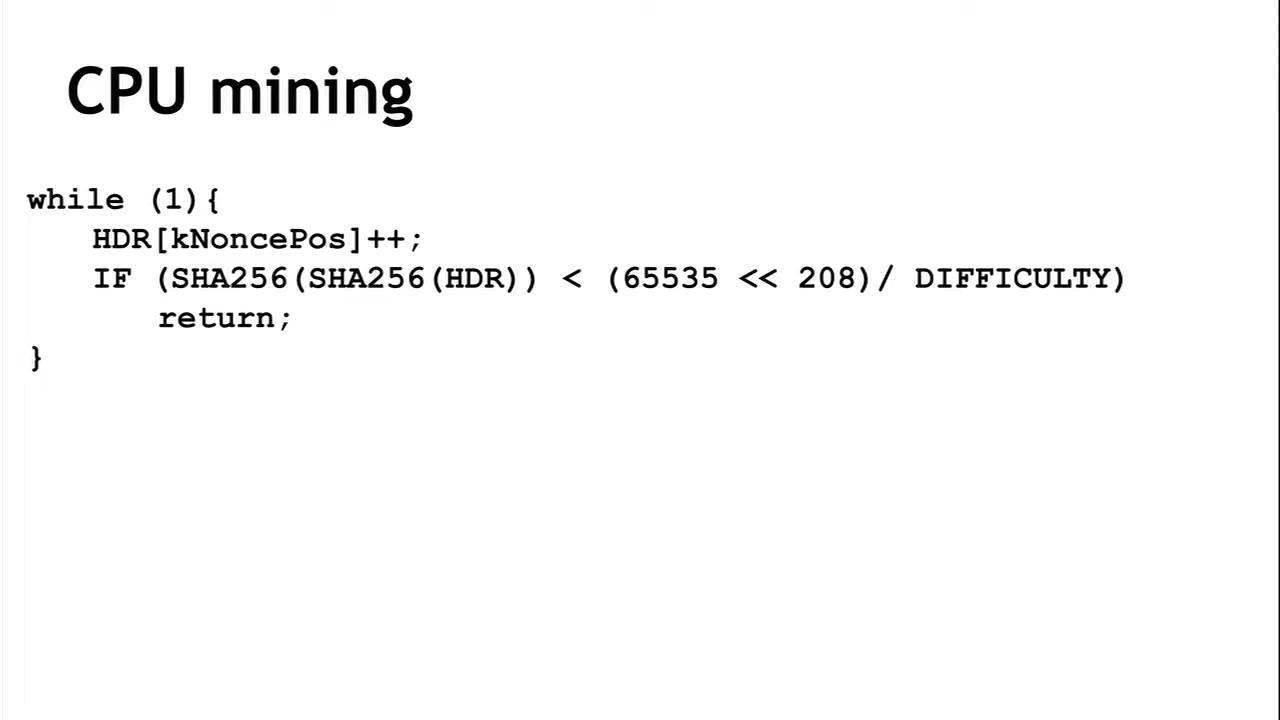 CPU mining
while (1){
HDR[kNoncePos]++;
IF (SHA256(SHA256(HDR)) < (65535 << 208)/ DIFFICULTY)
return;
}